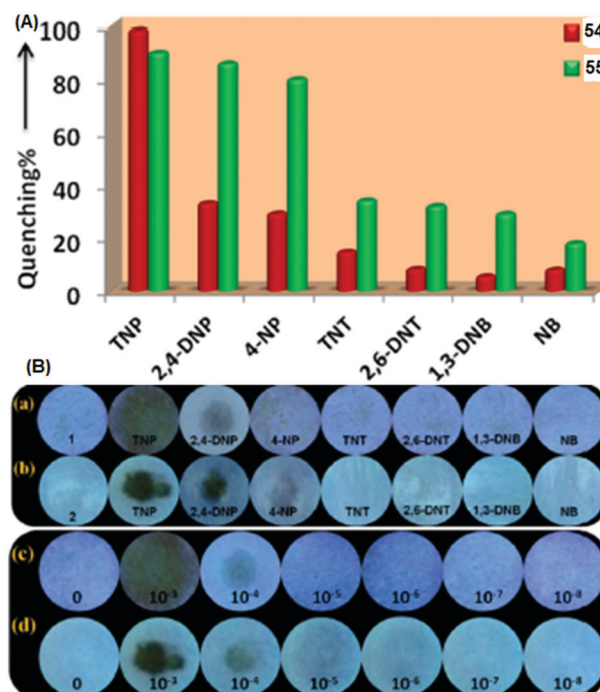 (A)
100
80
60
40
20
0
Quenching%
54
55
TNP
2,4-DNP
4-NP
TNT
2,6-DNT
1,3-DNB
NB
(B)
(a)
1
TNP
2,4-DNP
4-NP
TNT
2,6-DNT
1,3-DNB
NB
(b)
2
TNP
2,4-DNP
4-NP
TNT
2,6-DNT
1,3-DNB
NB
(c)
0
10⁻³
10⁻⁴
10⁻⁵
10⁻⁶
10⁻⁷
10⁻⁸
(d)
0
10⁻³
10⁻⁴
10⁻⁵
10⁻⁶
10⁻⁷
10⁻⁸